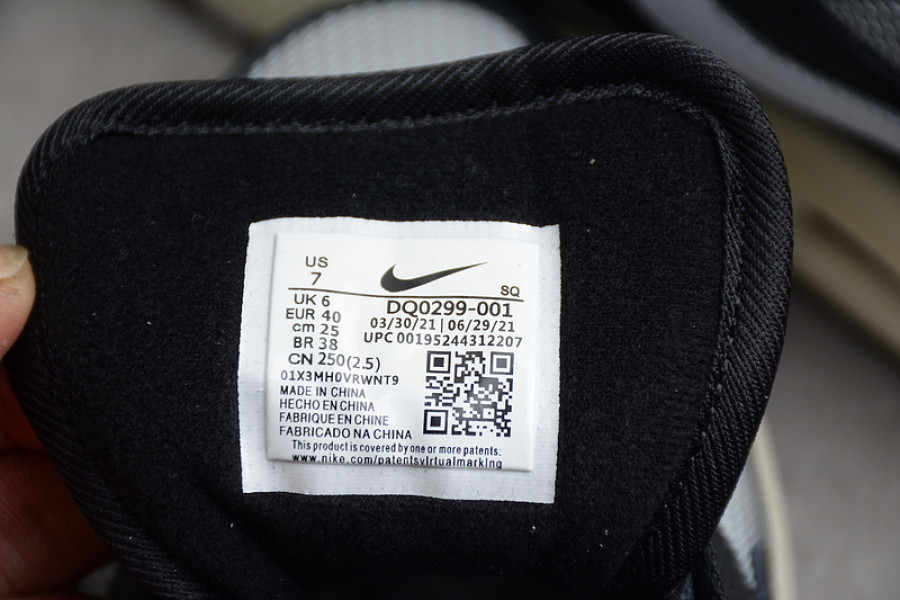 US
7
SQ
UK 6
EUR 40
cm 25
BR 38
CN 250(2.5)
DQ0299-001
03/30/21 | 06/29/21
UPC 00195244312207
01X3MH0VRWNT9
MADE IN CHINA
HECHO EN CHINA
FABRIQUE EN CHINE
FABRICADO NA CHINA
This product is covered by one or more patents:
www.nike.com/patentsvirtualmarking